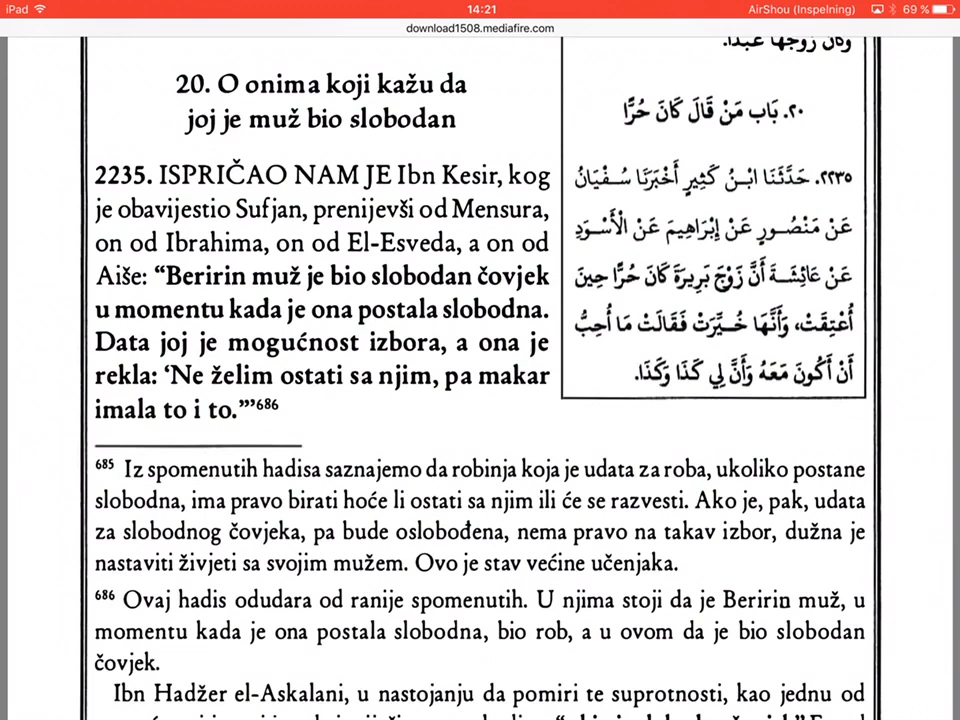 iPad 14:21 AirShou (Inspelning) 69 %
download1508.mediafire.com
وكان زوجها عبدا.
20. O onima koji kažu da
joj je muž bio slobodan
٢٠. بَاب مَنْ قَالَ كَانَ حُرًّا
2235. ISPRIČAO NAM JE Ibn Kesir, kog
je obavijestio Sufjan, prenijevši od Mensura,
on od Ibrahima, on od El-Esveda, a on od
Aiše: “Beririn muž je bio slobodan čovjek
u momentu kada je ona postala slobodna.
Data joj je mogućnost izbora, a ona je
rekla: ‘Ne želim ostati sa njim, pa makar
imala to i to.’”686
٢٢٣٥. حَدَّثَنَا ابْنُ كَثِيرٍ أَخْبَرَنَا سُفْيَانُ
عَنْ مَنْصُورٍ عَنْ إِبْرَاهِيمَ عَنْ الْأَسْوَدِ
عَنْ عَائِشَةَ أَنَّ زَوْجَ بَرِيرَةَ كَانَ حُرًّا حِينَ
أُعْتِقَتْ، وَأَنَّهَا خُيِّرَتْ فَقَالَتْ مَا أُحِبُّ
أَنْ أَكُونَ مَعَهُ وَأَنَّ لِي كَذَا وَكَذَا.
685 Iz spomenutih hadisa saznajemo da robinja koja je udata za roba, ukoliko postane
slobodna, ima pravo birati hoće li ostati sa njim ili će se razvesti. Ako je, pak, udata
za slobodnog čovjeka, pa bude oslobođena, nema pravo na takav izbor, dužna je
nastaviti živjeti sa svojim mužem. Ovo je stav većine učenjaka.
686 Ovaj hadis odudara od ranije spomenutih. U njima stoji da je Beririn muž, u
momentu kada je ona postala slobodna, bio rob, a u ovom da je bio slobodan
čovjek.
Ibn Hadžer el-Askalani, u nastojanju da pomiri te suprotnosti, kao jednu od